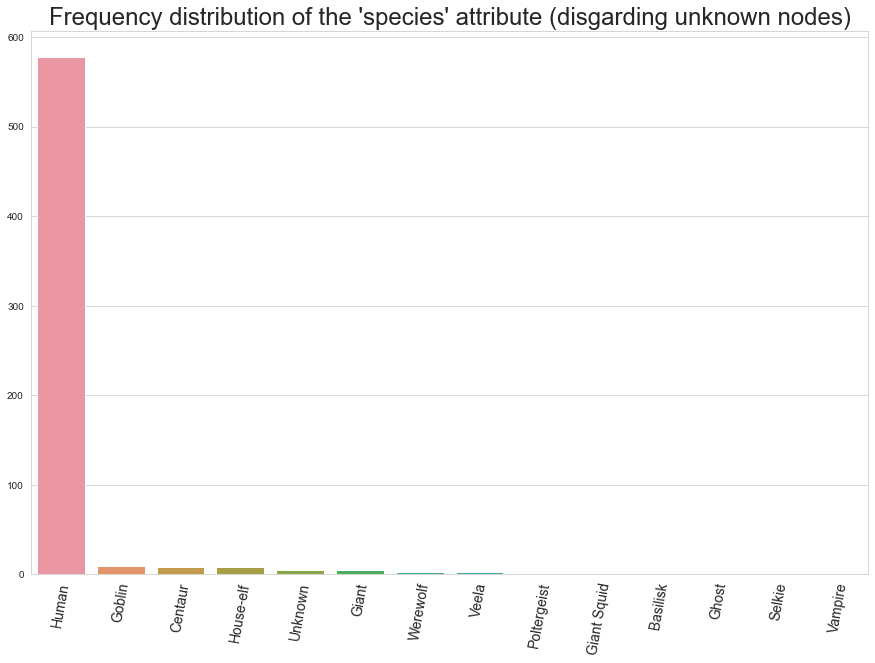 Frequency distribution of the 'species' attribute (disgarding unknown nodes)
600
500
400
300
200
100
0
Human
Goblin
Centaur
House-elf
Unknown
Giant
Werewolf
Veela
Poltergeist
Giant Squid
Basilisk
Ghost
Selkie
Vampire